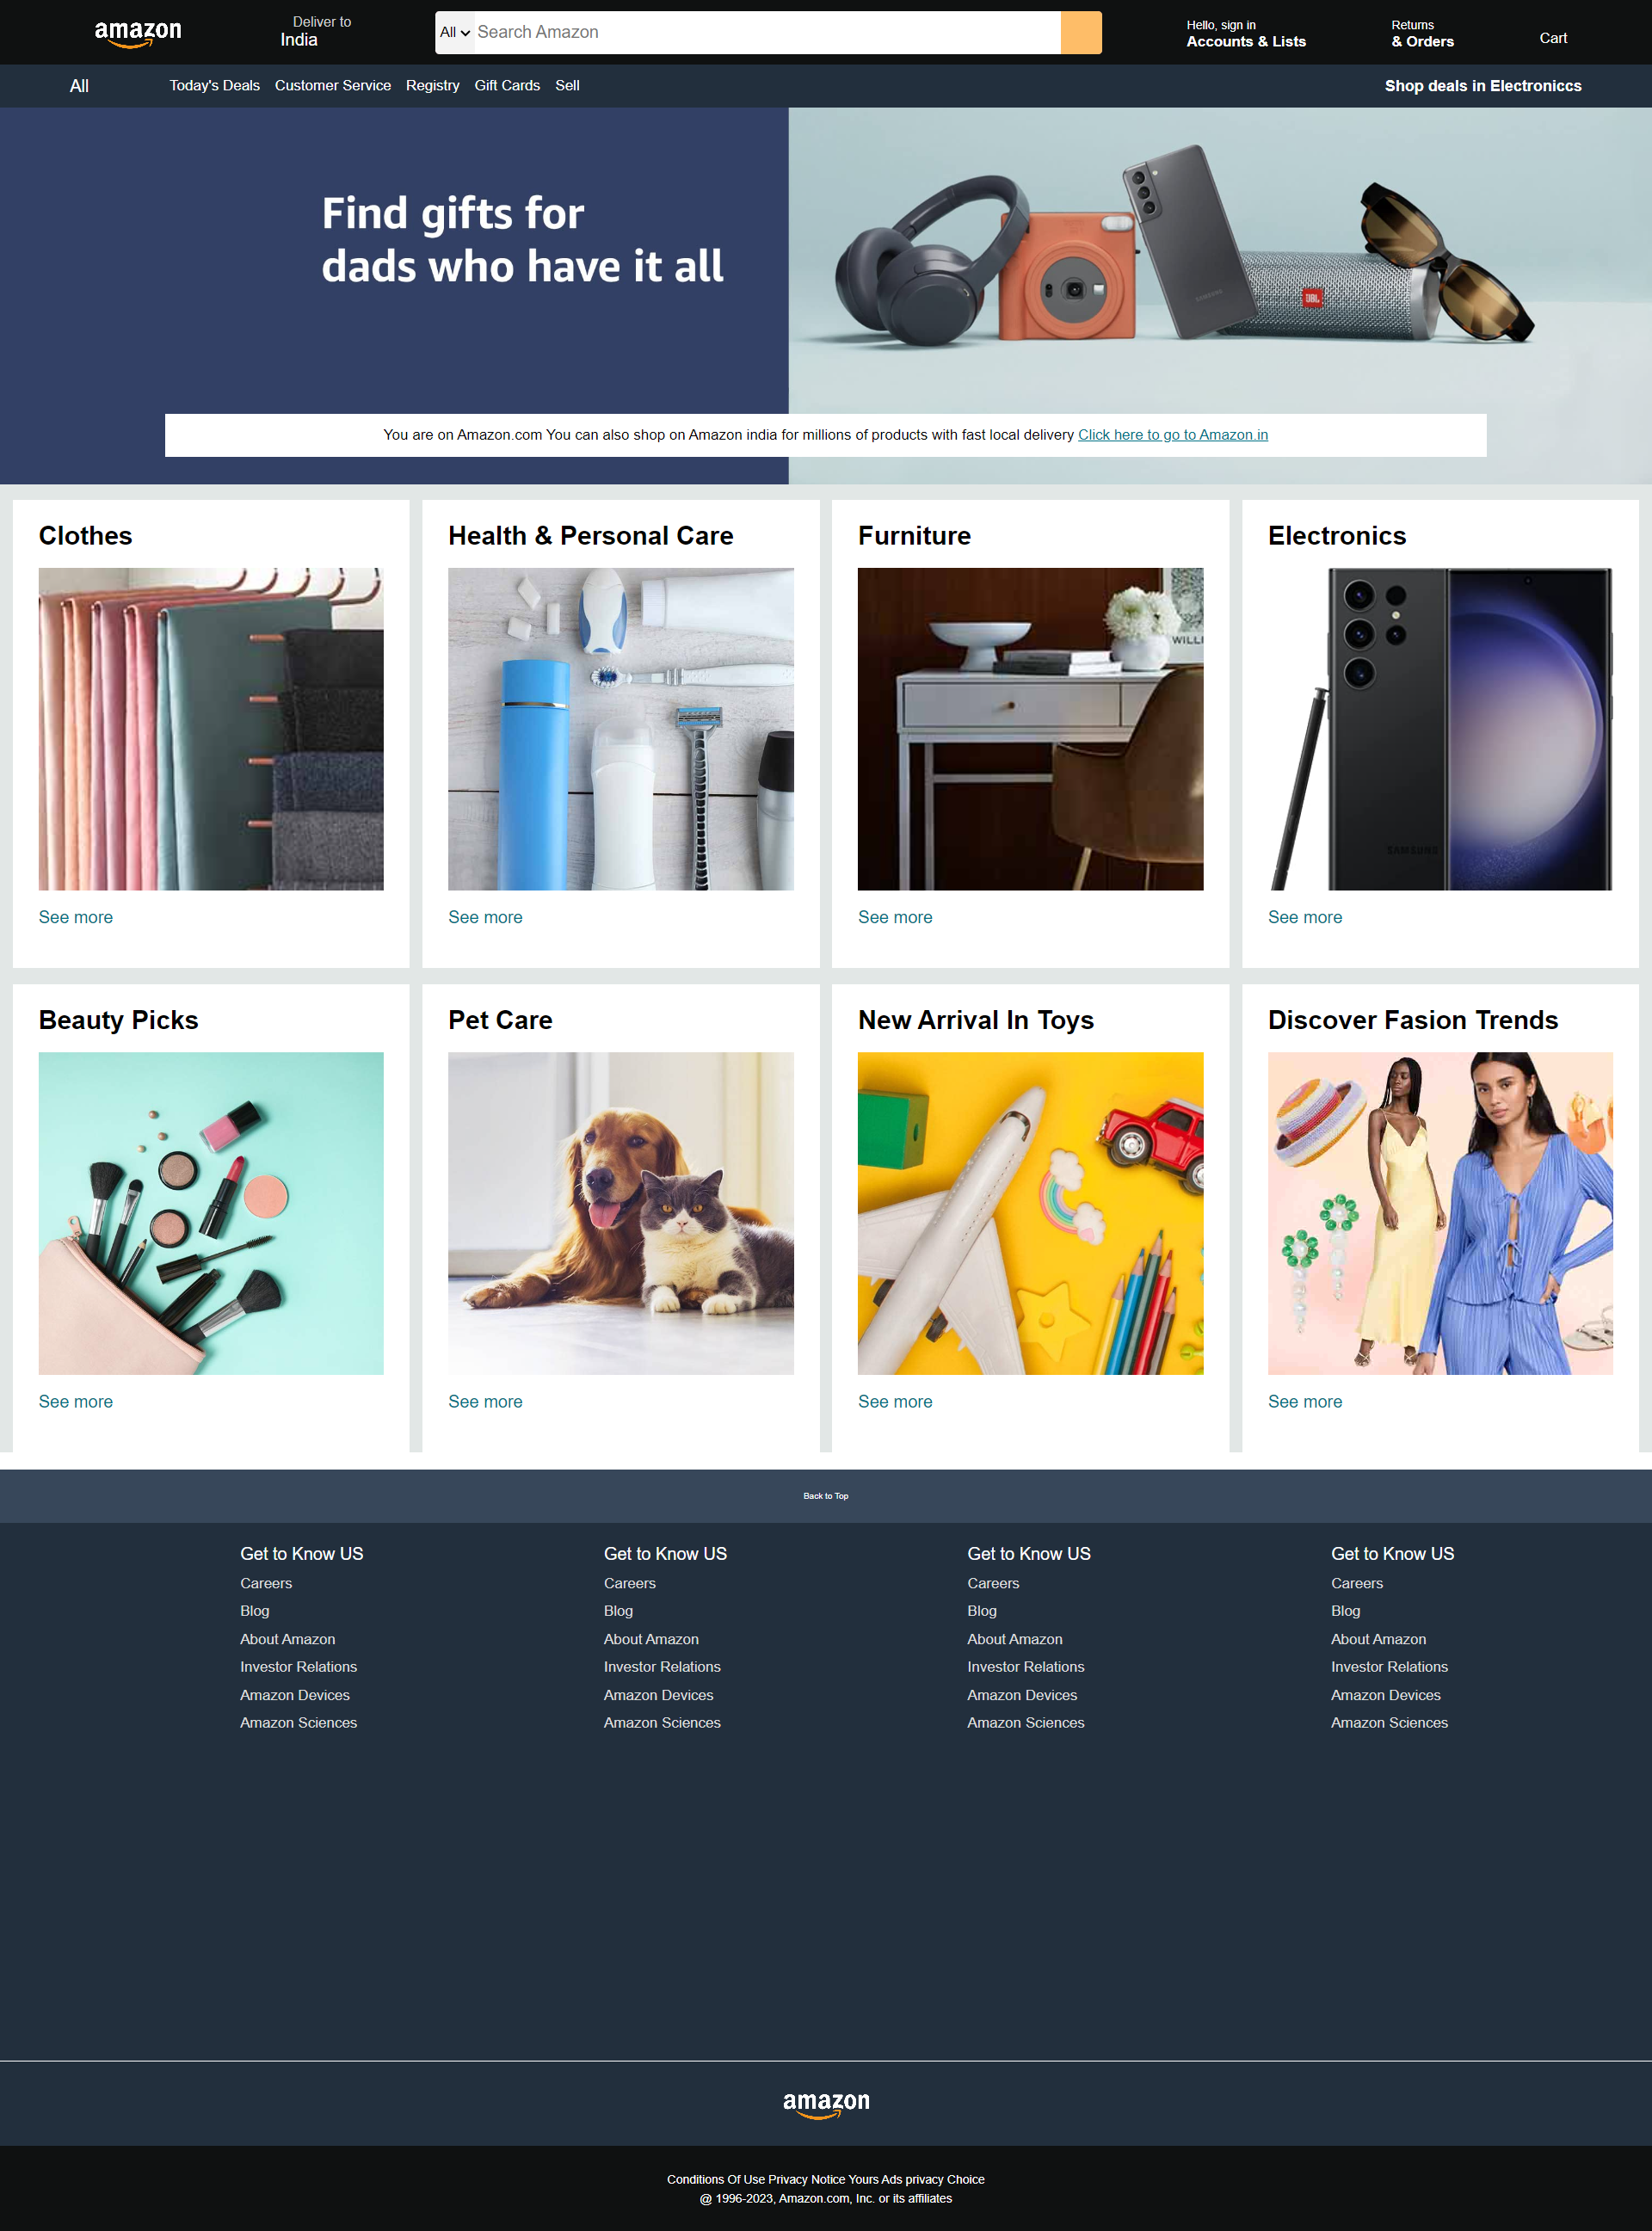 amazon
Deliver to
India
All
Search Amazon
Hello, sign in
Accounts & Lists
Returns
& Orders
Cart
All
Today's Deals
Customer Service
Registry
Gift Cards
Sell
Shop deals in Electroniccs
Find gifts for
dads who have it all
SAMSUNG
JBL
You are on Amazon.com You can also shop on Amazon india for millions of products with fast local delivery Click here to go to Amazon.in
Clothes
Health & Personal Care
Furniture
Electronics
WILLI
SAMSUNG
See more
See more
See more
See more
Beauty Picks
Pet Care
New Arrival In Toys
Discover Fasion Trends
See more
See more
See more
See more
Back to Top
Get to Know US
Careers
Blog
About Amazon
Investor Relations
Amazon Devices
Amazon Sciences
Get to Know US
Careers
Blog
About Amazon
Investor Relations
Amazon Devices
Amazon Sciences
Get to Know US
Careers
Blog
About Amazon
Investor Relations
Amazon Devices
Amazon Sciences
Get to Know US
Careers
Blog
About Amazon
Investor Relations
Amazon Devices
Amazon Sciences
amazon
Conditions Of Use Privacy Notice Yours Ads privacy Choice
@ 1996-2023, Amazon.com, Inc. or its affiliates